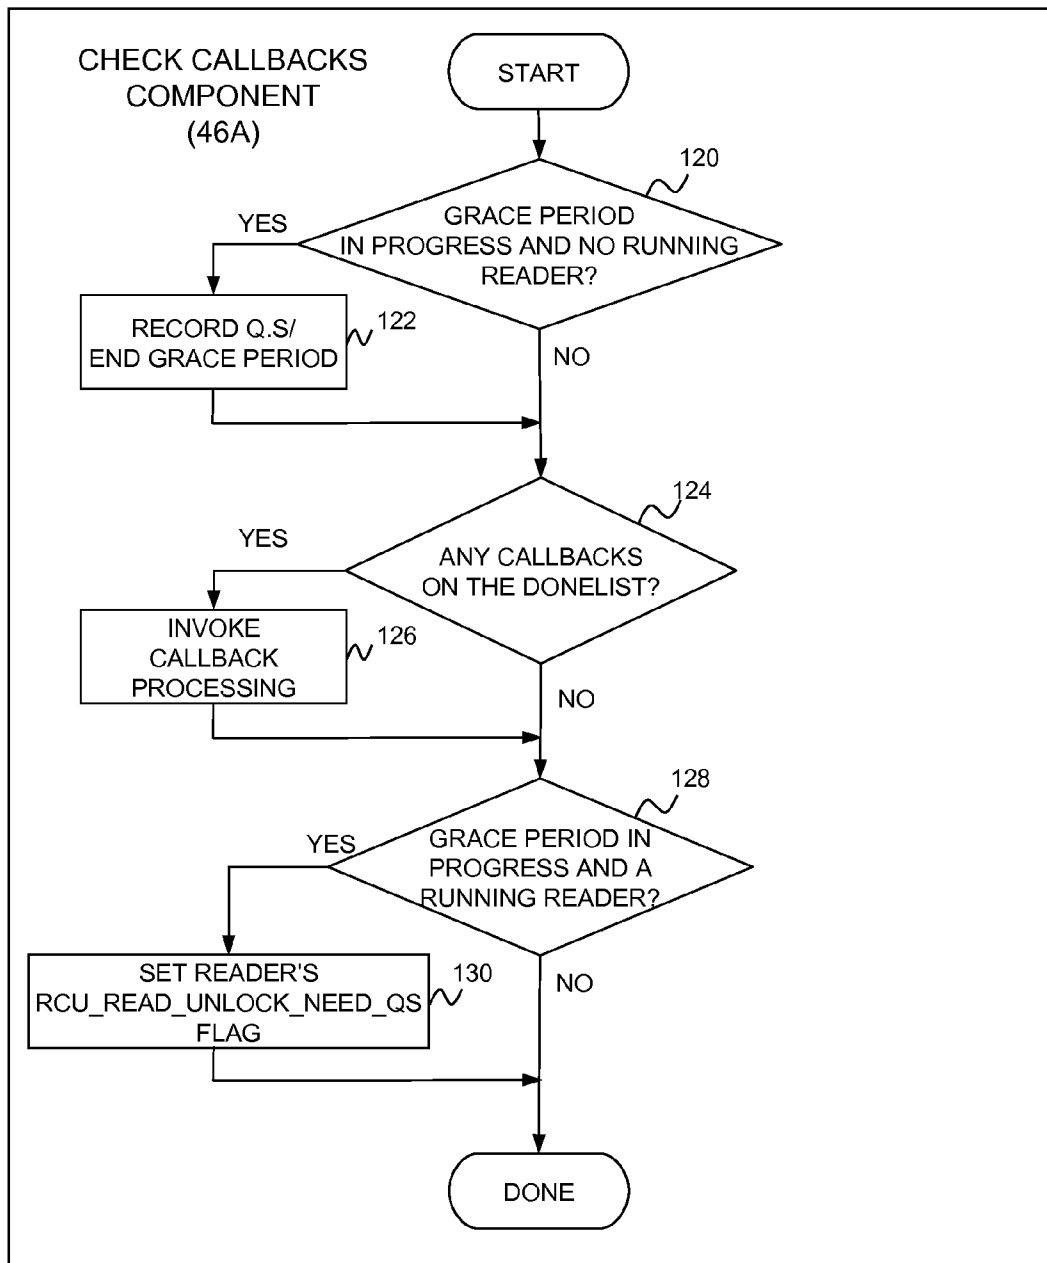 CHECK CALLBACKS
COMPONENT
(46A)
START
120
GRACE PERIOD
IN PROGRESS AND NO RUNNING
READER?
YES
RECORD Q.S/
END GRACE PERIOD
122
NO
124
YES
ANY CALLBACKS
ON THE DONELIST?
INVOKE
CALLBACK
PROCESSING
126
NO
128
YES
GRACE PERIOD IN
PROGRESS AND A
RUNNING READER?
SET READER'S
RCU_READ_UNLOCK_NEED_QS
FLAG
130
NO
DONE